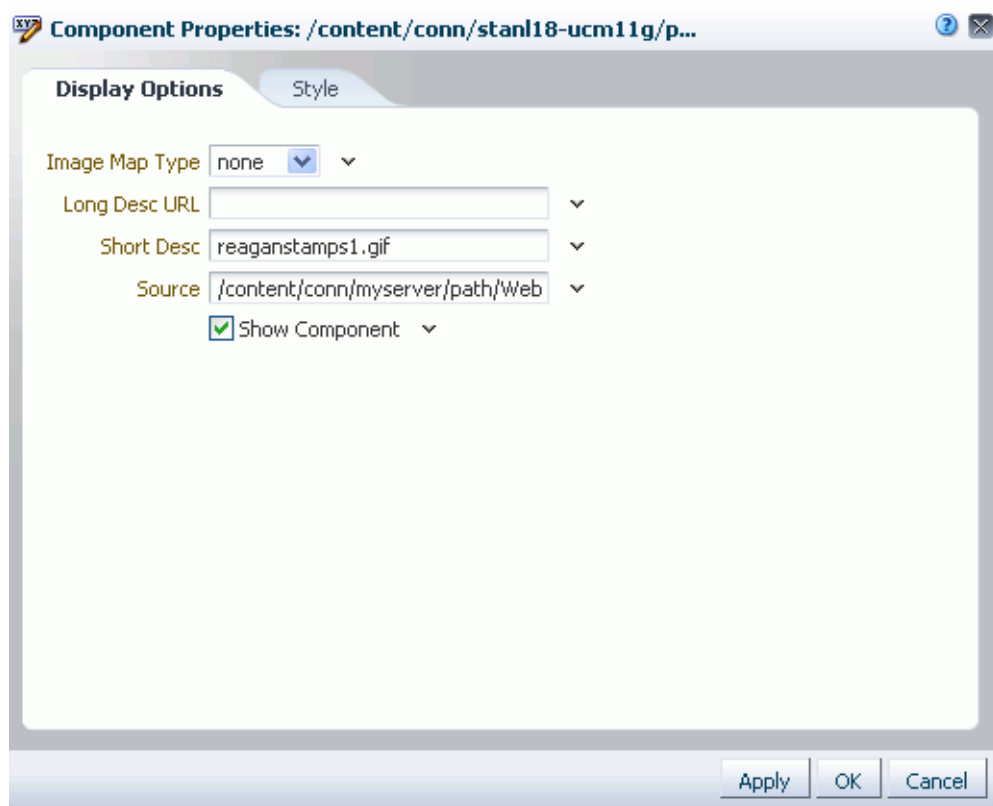 Component Properties: /content/conn/stanl18-ucm11g/p...
Display Options
Style
Image Map Type none
Long Desc URL
Short Desc reaganstamps1.gif
Source /content/conn/myserver/path/Web
Show Component
Apply
OK
Cancel